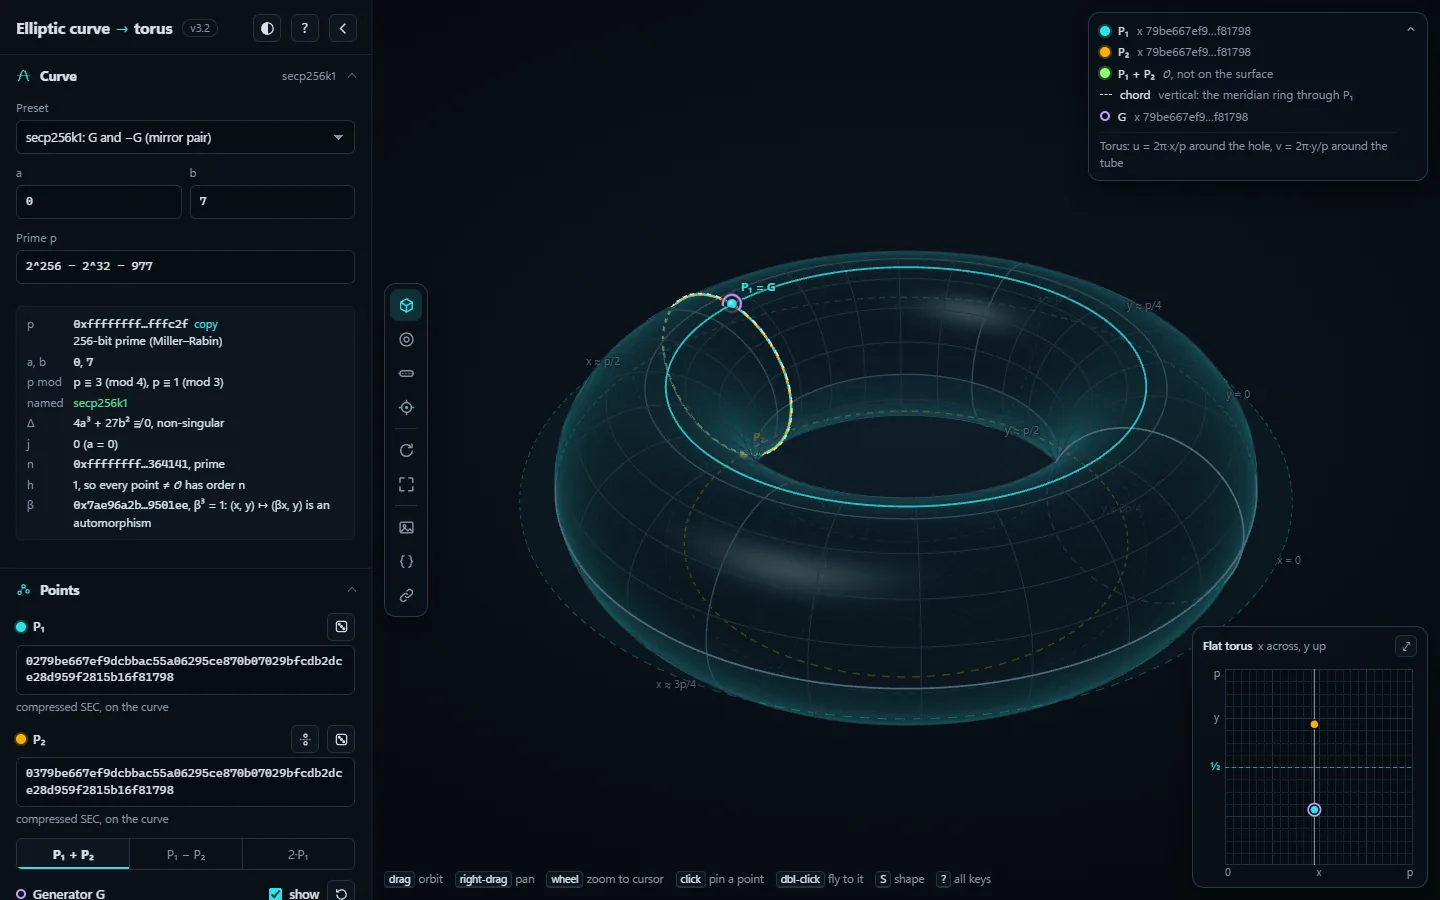 Elliptic curve → torus v3.2
?
Curve secp256k1
Preset
secp256k1: G and −G (mirror pair)
a b
0 7
Prime p
2^256 − 2^32 − 977
p 0xffffffff…fffc2f copy
256-bit prime (Miller–Rabin)
a, b 0, 7
p mod p ≡ 3 (mod 4), p ≡ 1 (mod 3)
named secp256k1
Δ 4a³ + 27b² ≢ 0, non-singular
j 0 (a = 0)
n 0xffffffff…364141, prime
h 1, so every point ≠ 𝒪 has order n
β 0x7ae96a2b…9501ee, β³ = 1: (x, y) ↦ (βx, y) is an
automorphism
Points
P₁
0279be667ef9dcbbac55a06295ce870b07029bfcdb2dc
e28d959f2815b16f81798
compressed SEC, on the curve
P₂
0379be667ef9dcbbac55a06295ce870b07029bfcdb2dc
e28d959f2815b16f81798
compressed SEC, on the curve
P₁ + P₂ P₁ − P₂ 2·P₁
Generator G show
P₁ x 79be667ef9…f81798
P₂ x 79be667ef9…f81798
P₁ + P₂ 𝒪, not on the surface
chord vertical: the meridian ring through P₁
G x 79be667ef9…f81798
Torus: u = 2π·x/p around the hole, v = 2π·y/p around the
tube
P₁ = G
y ≈ p/4
x ≈ p/2
y = 0
y ≈ p/2
P₂
x = 0
x ≈ 3p/4
Flat torus x across, y up
p
y
½
0 x p
drag orbit right-drag pan wheel zoom to cursor click pin a point dbl-click fly to it S shape ? all keys